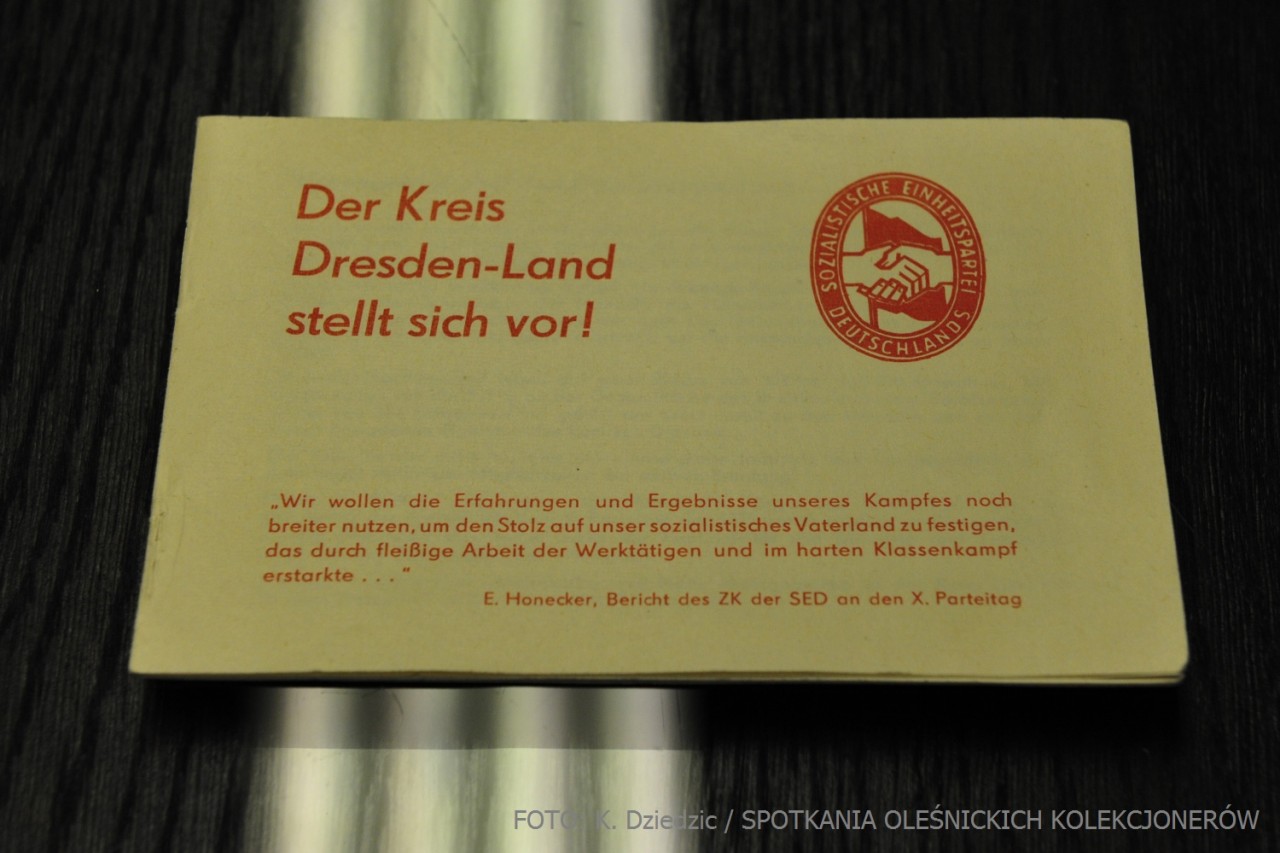 Der Kreis
Dresden-Land
stellt sich vor!
SOZIALISTISCHE EINHEITSPARTEI
DEUTSCHLANDS
„Wir wollen die Erfahrungen und Ergebnisse unseres Kampfes noch
breiter nutzen, um den Stolz auf unser sozialistisches Vaterland zu festigen,
das durch fleißige Arbeit der Werktätigen und im harten Klassenkampf
erstarkte . . . “
E. Honecker, Bericht des ZK der SED an den X. Parteitag
FOTO: K. Dziedzic / SPOTKANIA OLEŚNICKICH KOLEKCJONERÓW